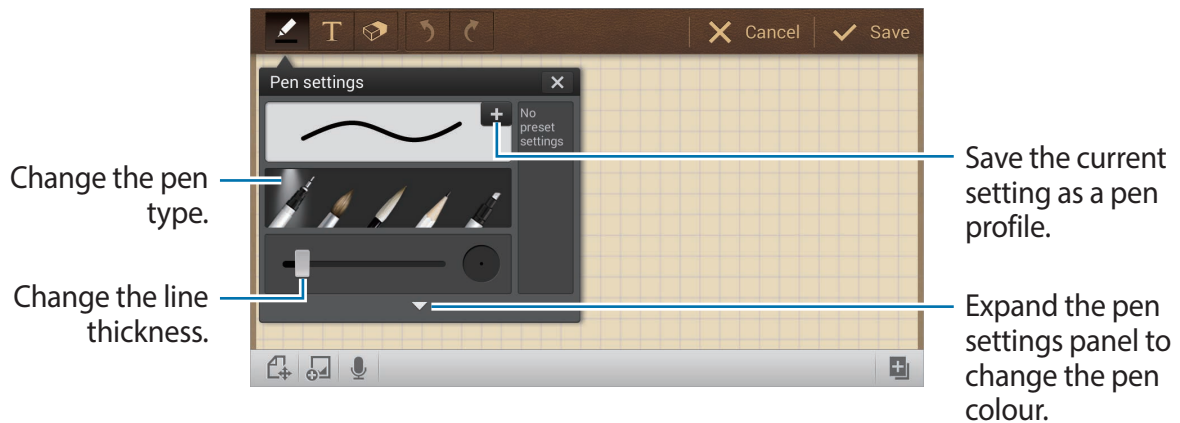 T
Cancel
Save
Pen settings
No
preset
settings
Change the pen
type.
Save the current
setting as a pen
profile.
Change the line
thickness.
Expand the pen
settings panel to
change the pen
colour.